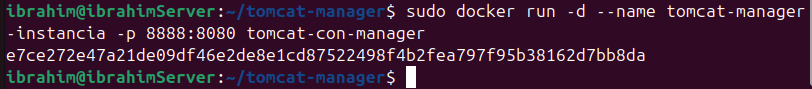 ibrahim@ibrahimServer:~/tomcat-manager$ sudo docker run -d --name tomcat-manager
-instancia -p 8888:8080 tomcat-con-manager
e7ce272e47a21de09df46e2de8e1cd87522498f4b2fea797f95b38162d7bb8da
ibrahim@ibrahimServer:~/tomcat-manager$